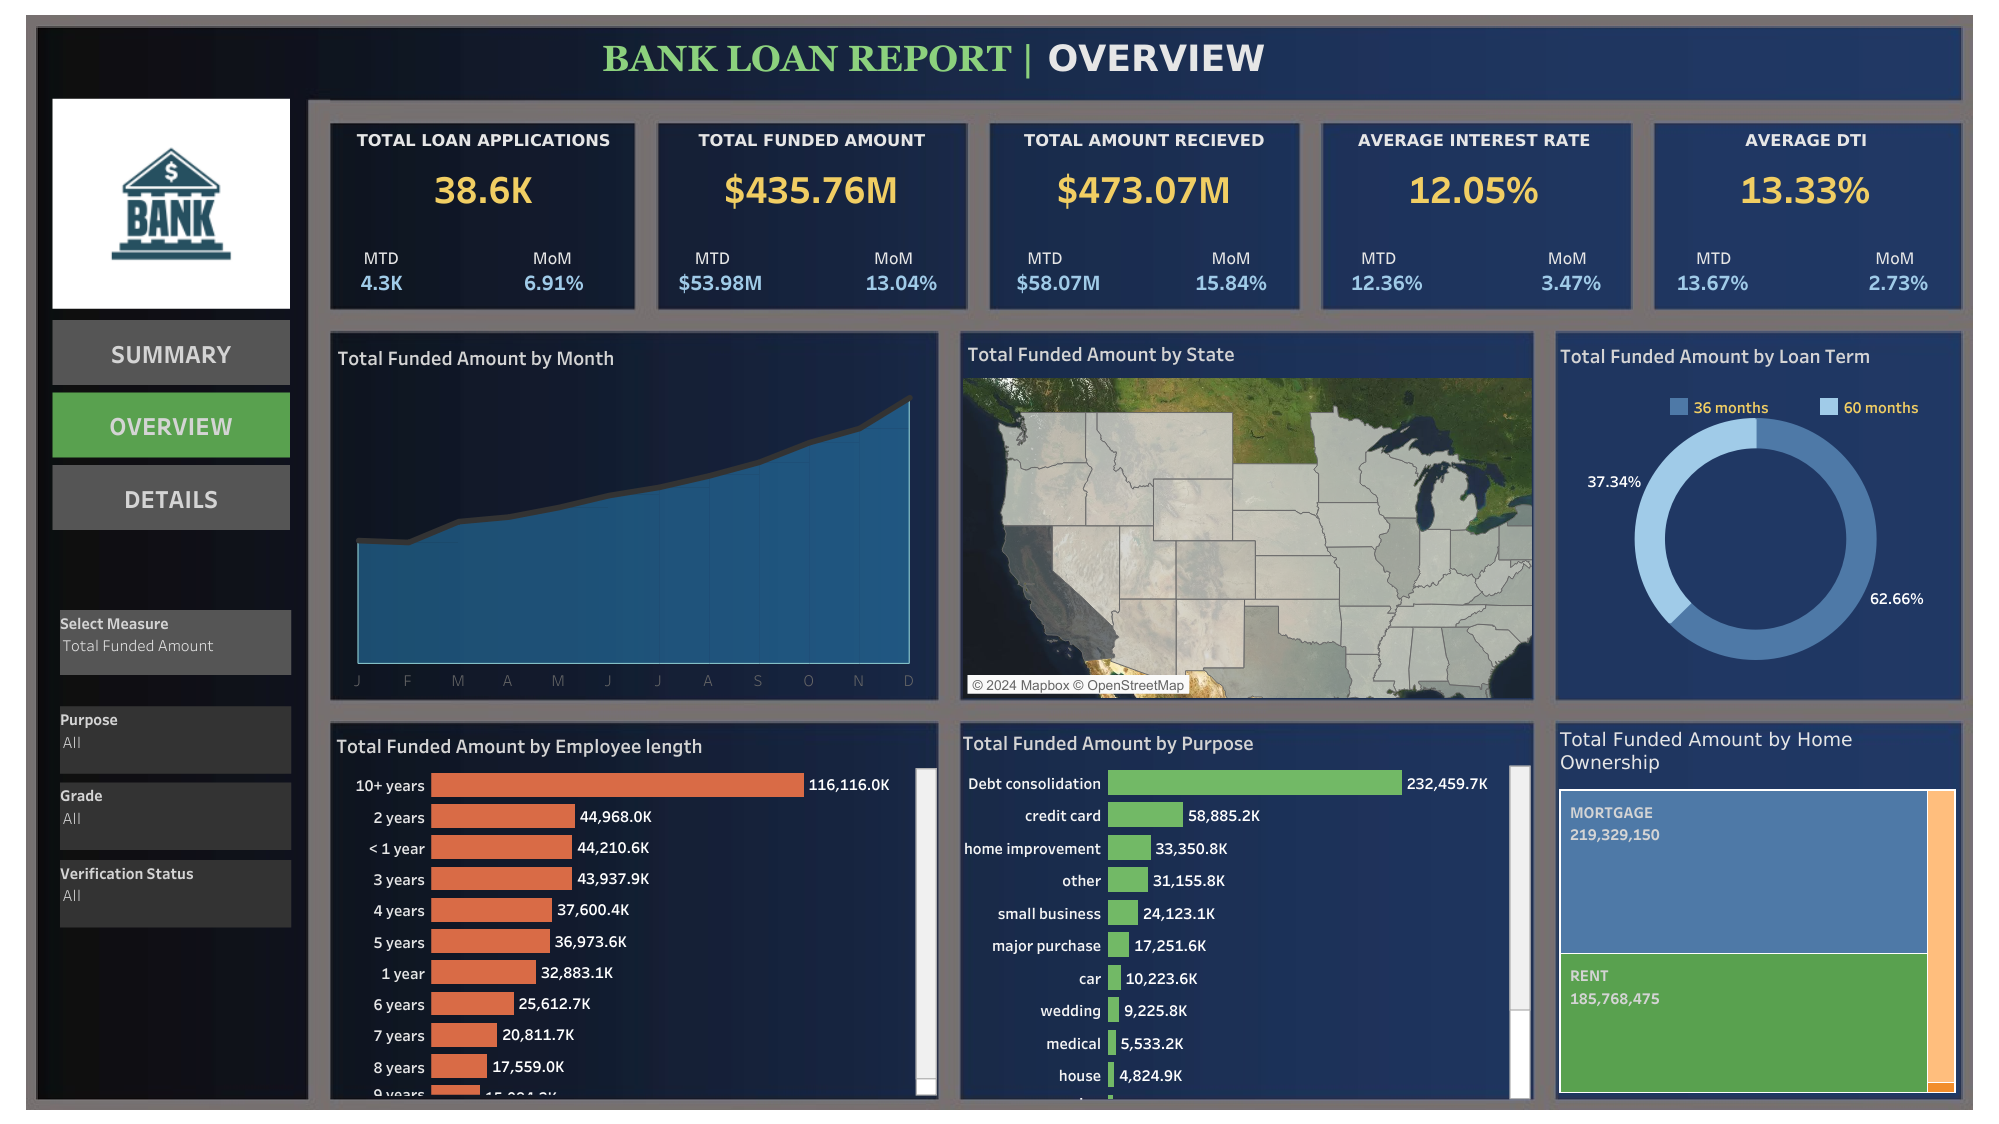 BANK LOAN REPORT | OVERVIEW
$
BANK
SUMMARY
OVERVIEW
DETAILS
Select Measure
Total Funded Amount
Purpose
All
Grade
All
Verification Status
All
TOTAL LOAN APPLICATIONS
38.6K
MTD MoM
4.3K 6.91%
TOTAL FUNDED AMOUNT
$435.76M
MTD MoM
$53.98M 13.04%
TOTAL AMOUNT RECIEVED
$473.07M
MTD MoM
$58.07M 15.84%
AVERAGE INTEREST RATE
12.05%
MTD MoM
12.36% 3.47%
AVERAGE DTI
13.33%
MTD MoM
13.67% 2.73%
Total Funded Amount by Month
J F M A M J J A S O N D
Total Funded Amount by State
© 2024 Mapbox © OpenStreetMap
Total Funded Amount by Loan Term
36 months 60 months
37.34%
62.66%
Total Funded Amount by Employee length
10+ years 116,116.0K
2 years 44,968.0K
< 1 year 44,210.6K
3 years 43,937.9K
4 years 37,600.4K
5 years 36,973.6K
1 year 32,883.1K
6 years 25,612.7K
7 years 20,811.7K
8 years 17,559.0K
9 years
Total Funded Amount by Purpose
Debt consolidation 232,459.7K
credit card 58,885.2K
home improvement 33,350.8K
other 31,155.8K
small business 24,123.1K
major purchase 17,251.6K
car 10,223.6K
wedding 9,225.8K
medical 5,533.2K
house 4,824.9K
Total Funded Amount by Home
Ownership
MORTGAGE
219,329,150
RENT
185,768,475